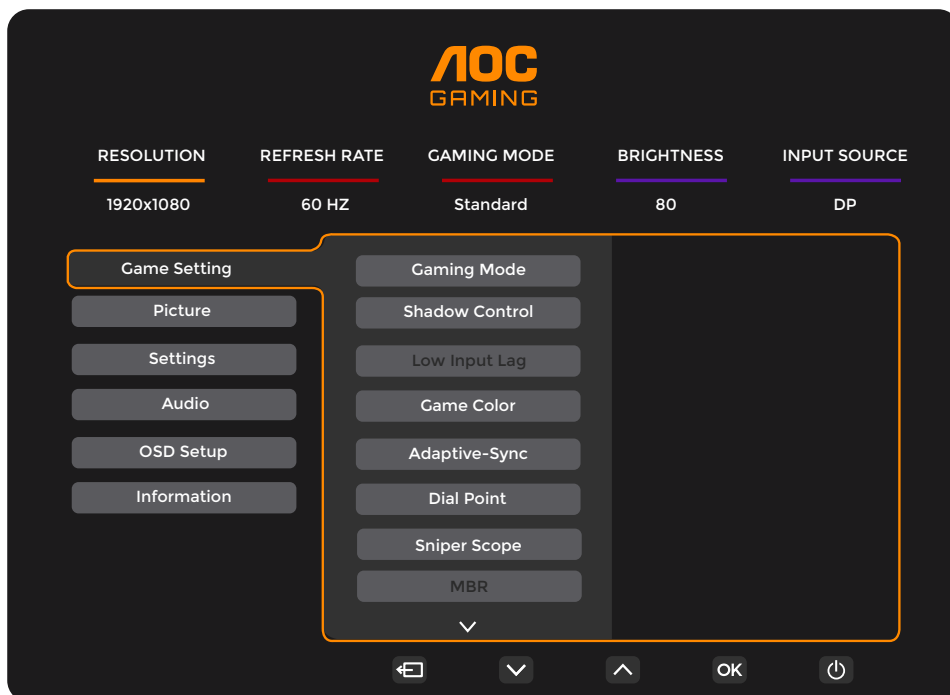 AOC
GAMING
RESOLUTION REFRESH RATE GAMING MODE BRIGHTNESS INPUT SOURCE
1920x1080 60 HZ Standard 80 DP
Game Setting
Picture
Settings
Audio
OSD Setup
Information
Gaming Mode
Shadow Control
Low Input Lag
Game Color
Adaptive-Sync
Dial Point
Sniper Scope
MBR
OK